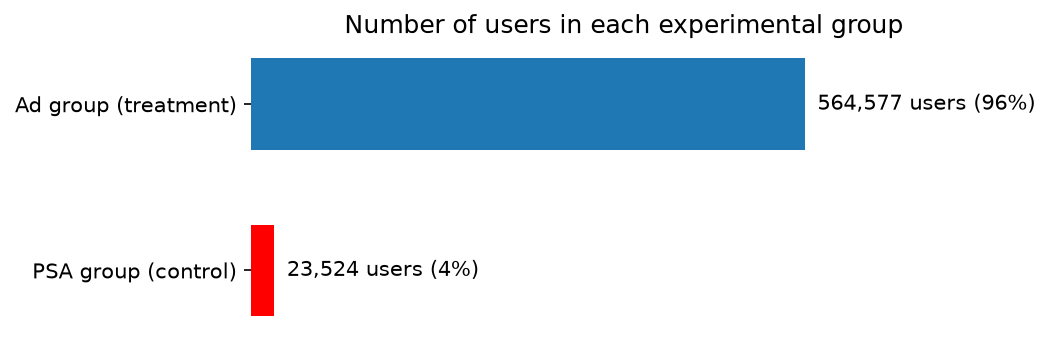 Number of users in each experimental group
Ad group (treatment)
564,577 users (96%)
PSA group (control)
23,524 users (4%)